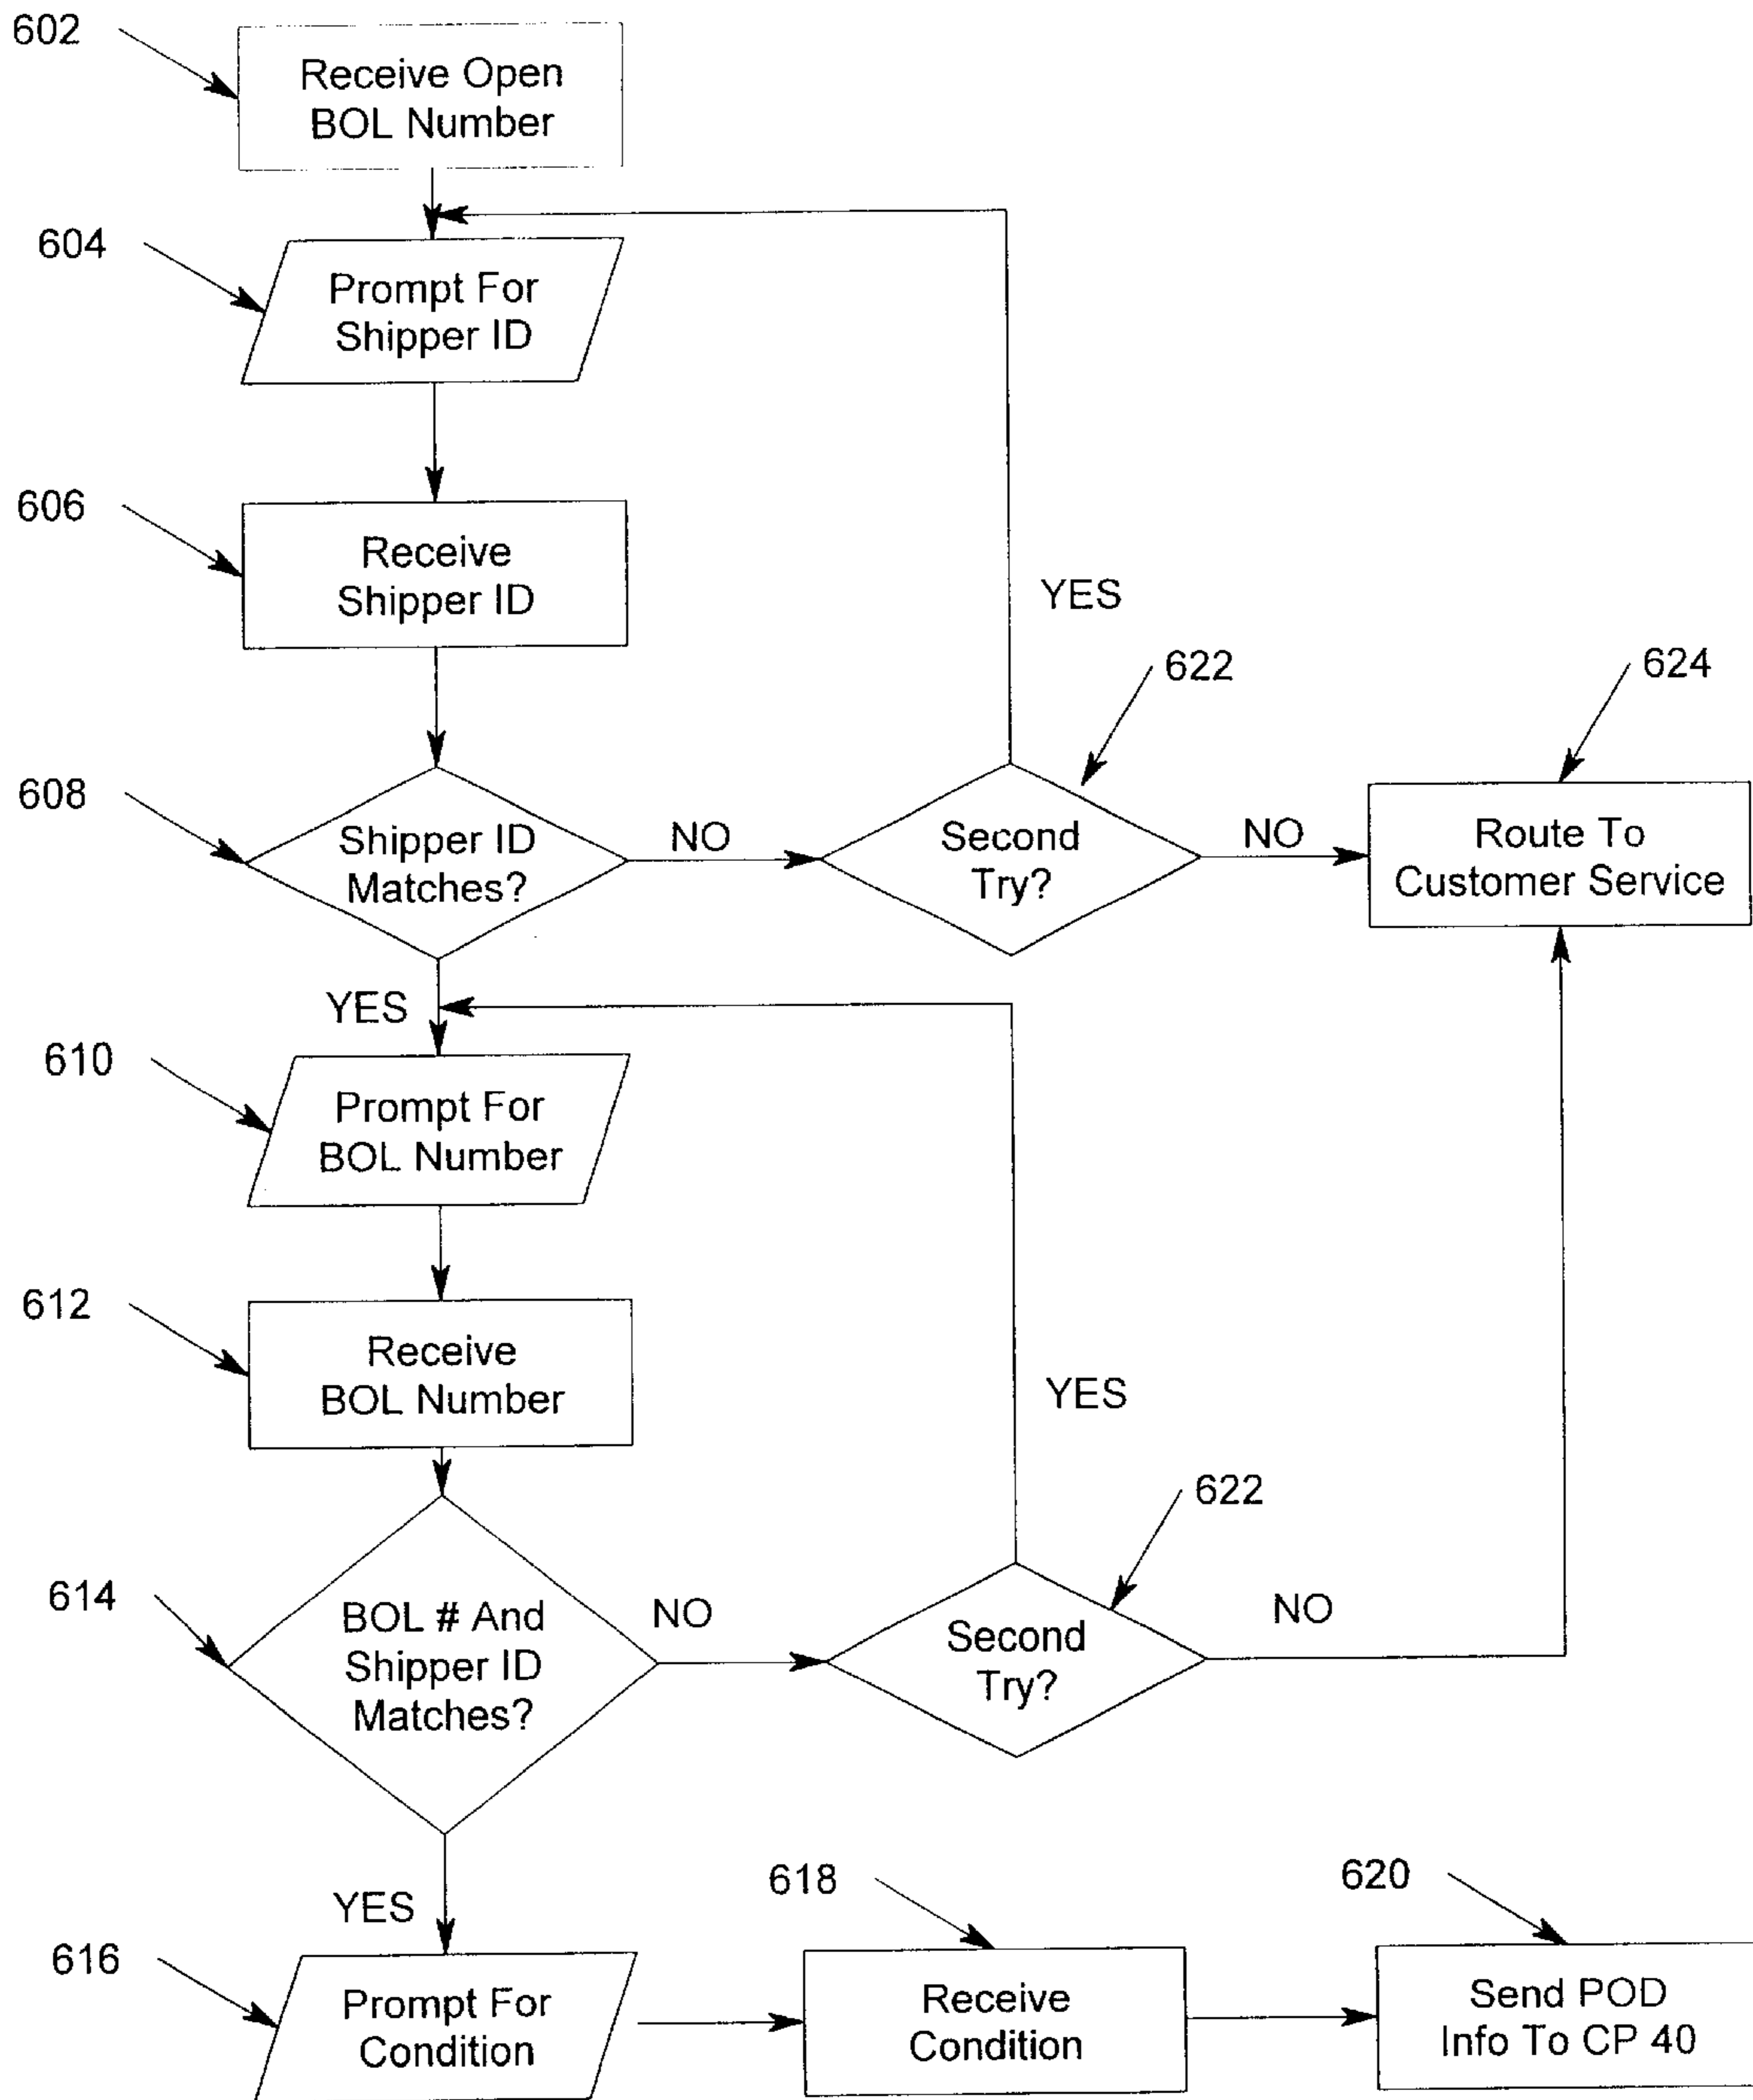 602
Receive Open
BOL Number
604
Prompt For
Shipper ID
606
Receive
Shipper ID
YES
622
624
608
Shipper ID
Matches?
NO
Second
Try?
NO
Route To
Customer Service
YES
610
Prompt For
BOL Number
612
Receive
BOL Number
YES
622
614
BOL # And
Shipper ID
Matches?
NO
Second
Try?
NO
YES
618
620
616
Prompt For
Condition
Receive
Condition
Send POD
Info To CP 40